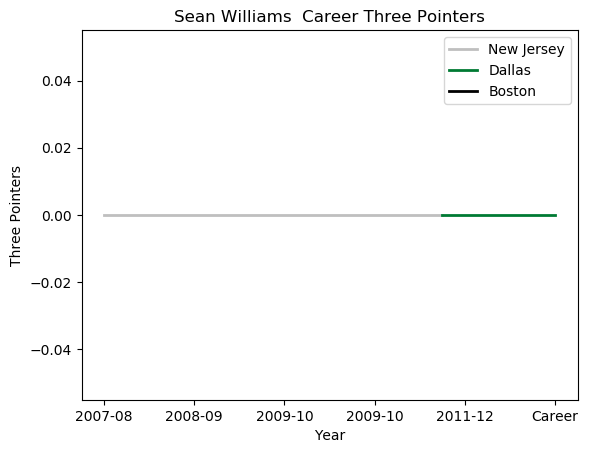 Sean Williams  Career Three Pointers
New Jersey
Dallas
Boston
0.04
0.02
0.00
−0.02
−0.04
Three Pointers
2007-08 2008-09 2009-10 2009-10 2011-12 Career
Year